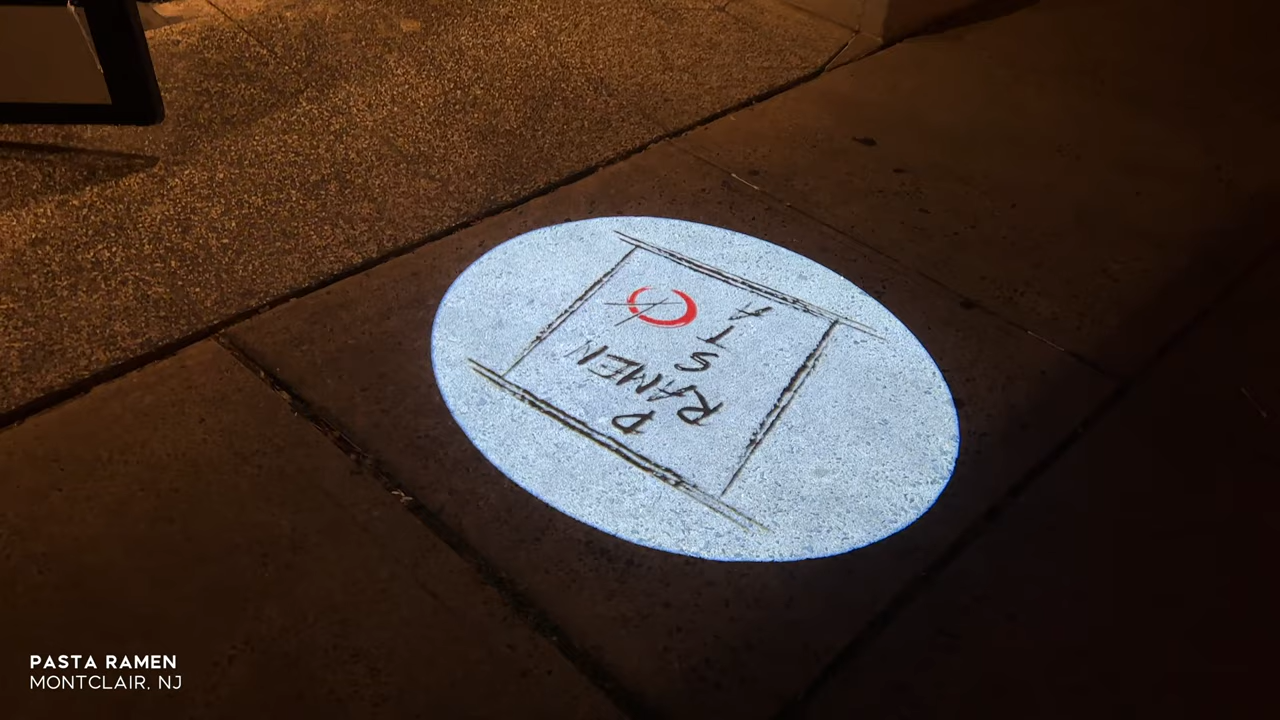 P
RAMEN
S
T
A
PASTA RAMEN
MONTCLAIR, NJ